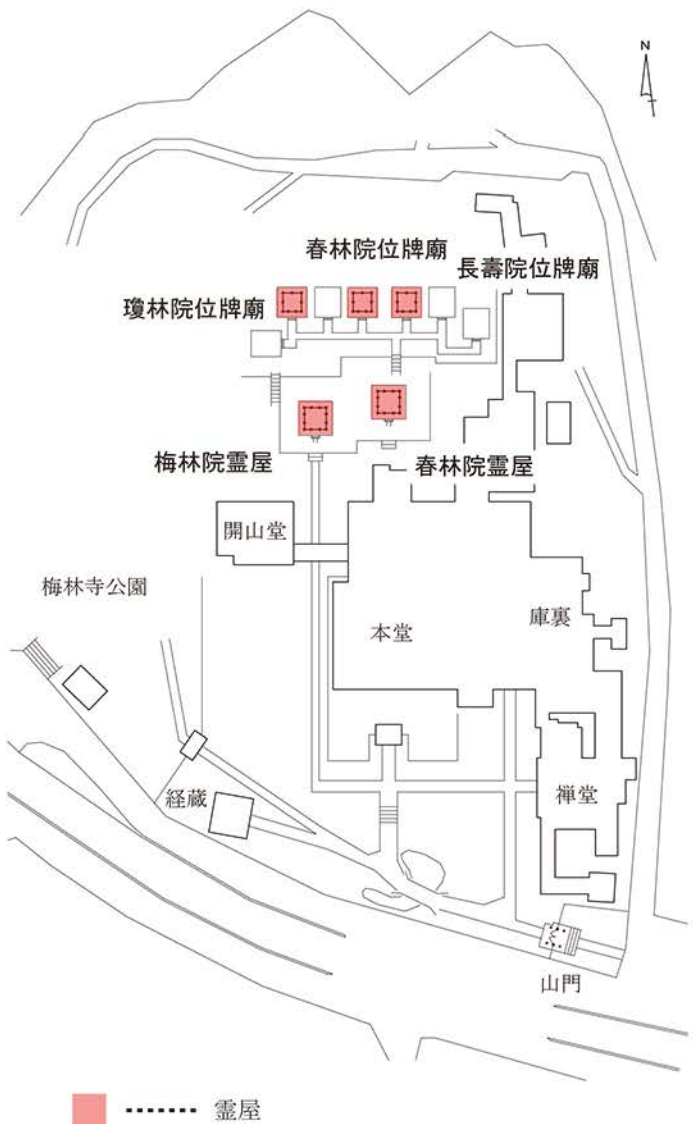 N
春林院位牌廟
長壽院位牌廟
瓊林院位牌廟
梅林院霊屋
春林院霊屋
開山堂
梅林寺公園
本堂
庫裏
経蔵
禅堂
山門
霊屋